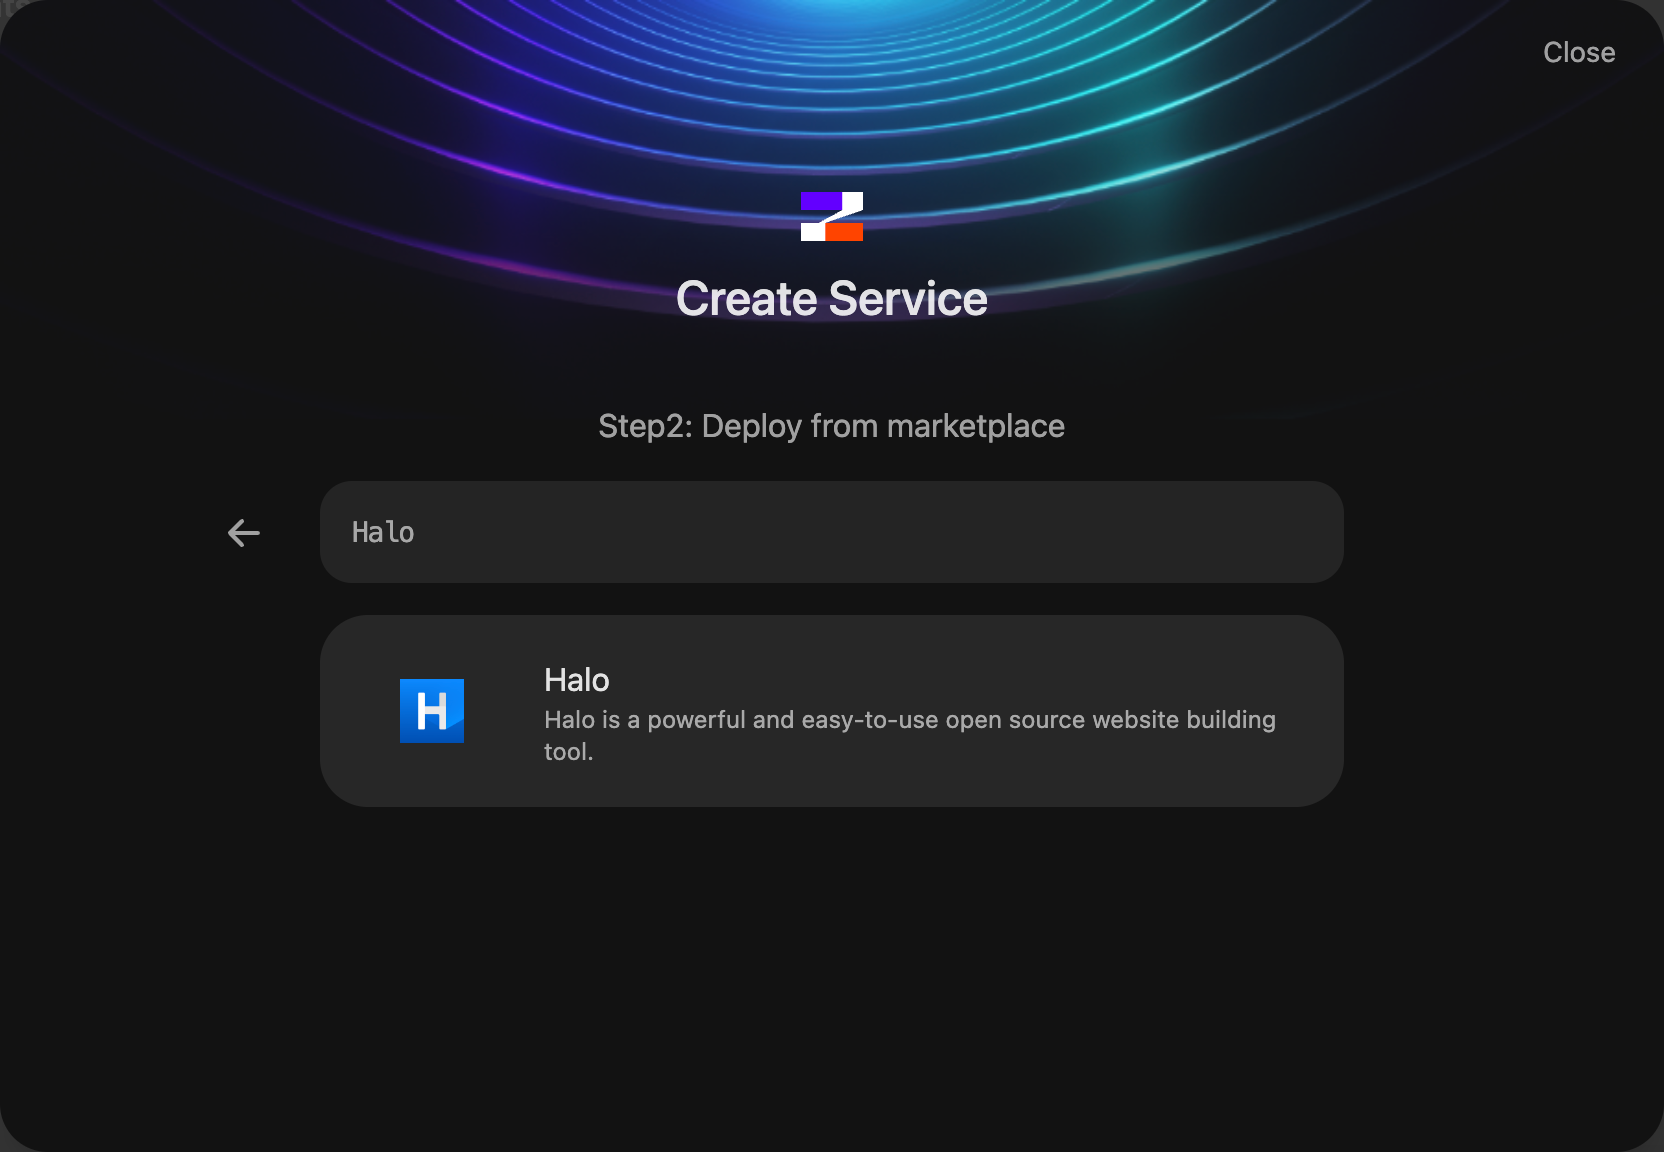 Close
Create Service
Step2: Deploy from marketplace
Halo
Halo
Halo is a powerful and easy-to-use open source website building
tool.